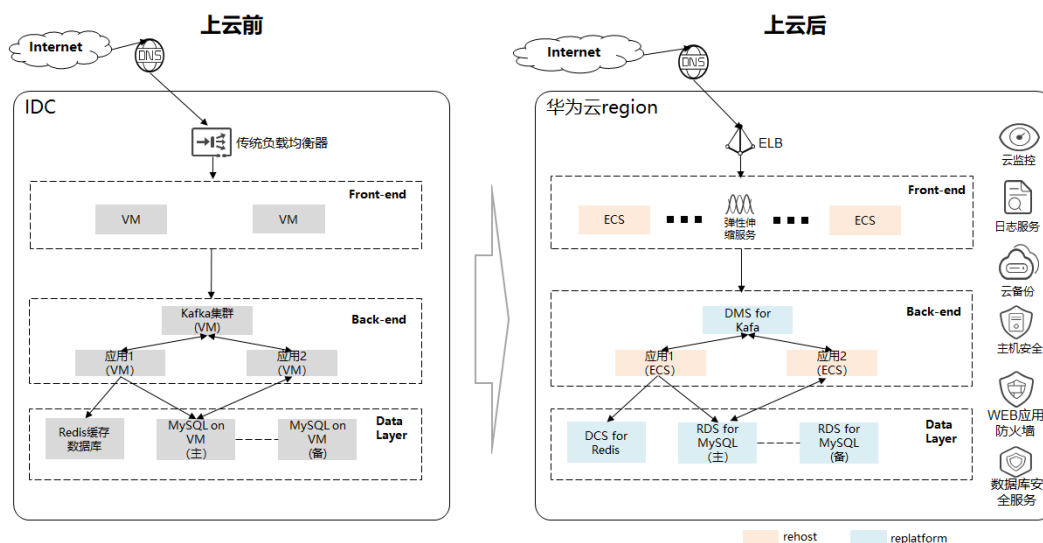 上云前
Internet
DNS
IDC
传统负载均衡器
Front-end
VM
VM
Kafka集群
(VM)
Back-end
应用1
(VM)
应用2
(VM)
Redis缓存
数据库
MySQL on
VM
(主)
MySQL on
VM
(备)
Data
Layer
上云后
Internet
DNS
华为云region
ELB
Front-end
ECS
弹性伸
缩服务
ECS
DMS for
Kafa
Back-end
应用1
(ECS)
应用2
(ECS)
DCS for
Redis
RDS for
MySQL
(主)
RDS for
MySQL
(备)
Data
Layer
云监控
日志服务
云备份
主机安全
WEB应用
防火墙
数据库安
全服务
rehost
replatform